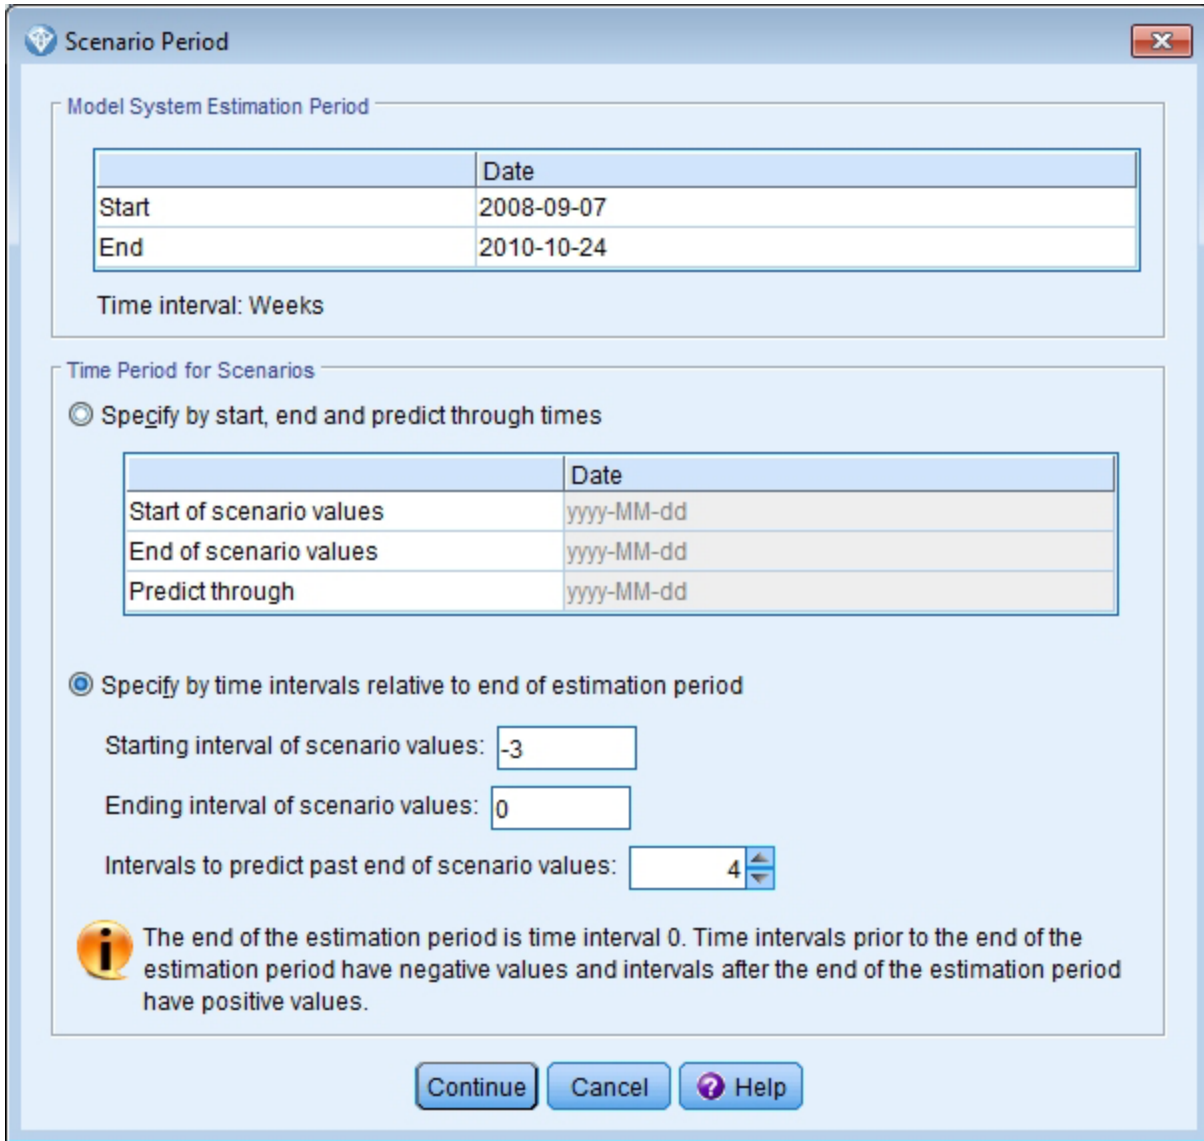 Scenario Period
Model System Estimation Period
Date
Start 2008-09-07
End 2010-10-24
Time interval: Weeks
Time Period for Scenarios
Specify by start, end and predict through times
Date
Start of scenario values yyyy-MM-dd
End of scenario values yyyy-MM-dd
Predict through yyyy-MM-dd
Specify by time intervals relative to end of estimation period
Starting interval of scenario values: -3
Ending interval of scenario values: 0
Intervals to predict past end of scenario values: 4
The end of the estimation period is time interval 0. Time intervals prior to the end of the
estimation period have negative values and intervals after the end of the estimation period
have positive values.
Continue Cancel Help